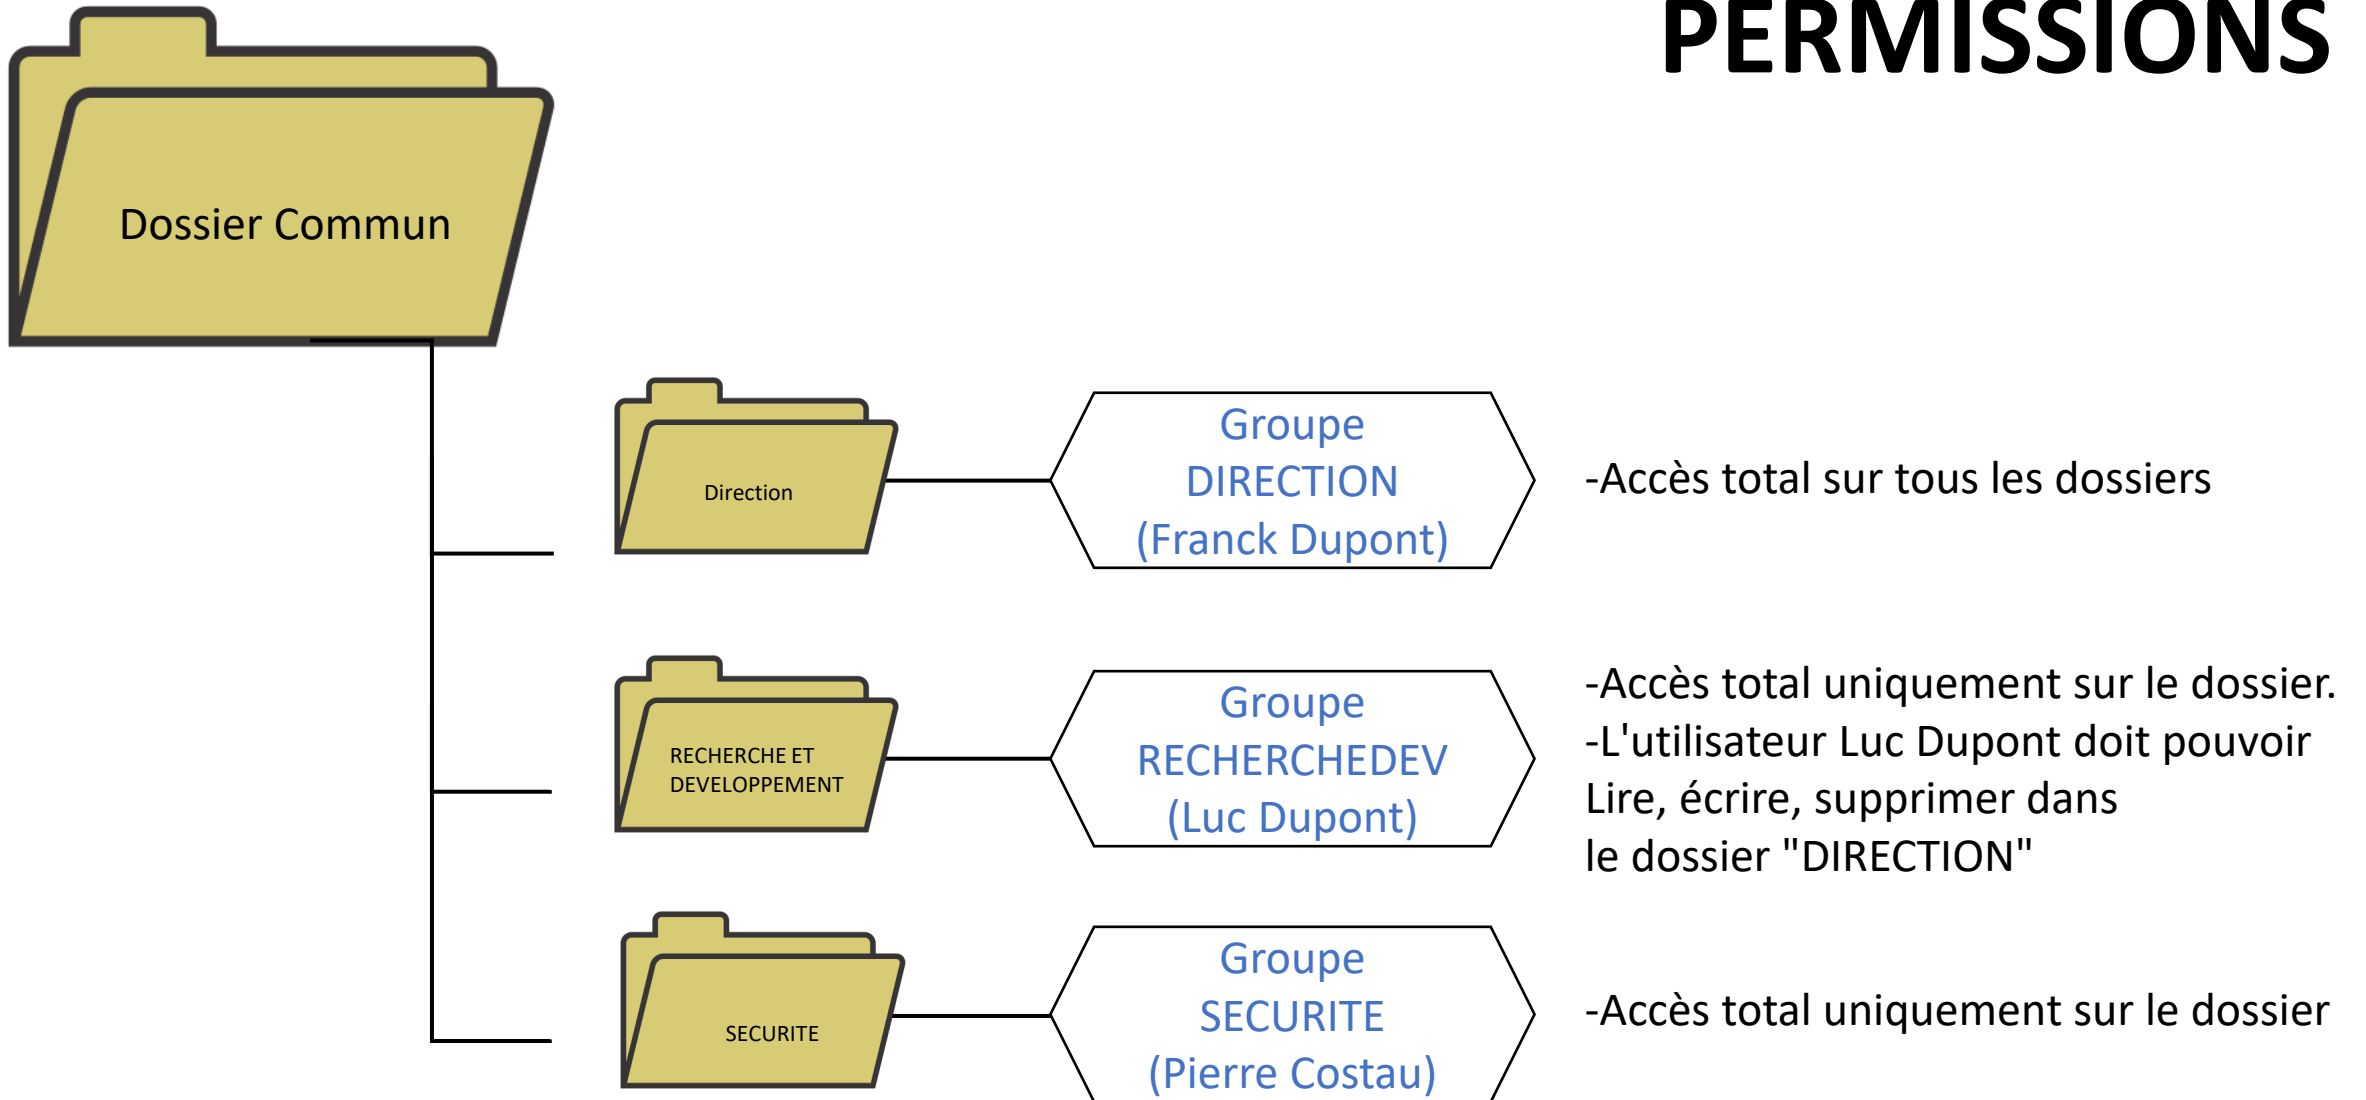 PERMISSIONS
Dossier Commun
Direction
Groupe
DIRECTION
(Franck Dupont)
-Accès total sur tous les dossiers
RECHERCHE ET
DEVELOPPEMENT
Groupe
RECHERCHEDEV
(Luc Dupont)
-Accès total uniquement sur le dossier.
-L'utilisateur Luc Dupont doit pouvoir
Lire, écrire, supprimer dans
le dossier "DIRECTION"
SECURITE
Groupe
SECURITE
(Pierre Costau)
-Accès total uniquement sur le dossier